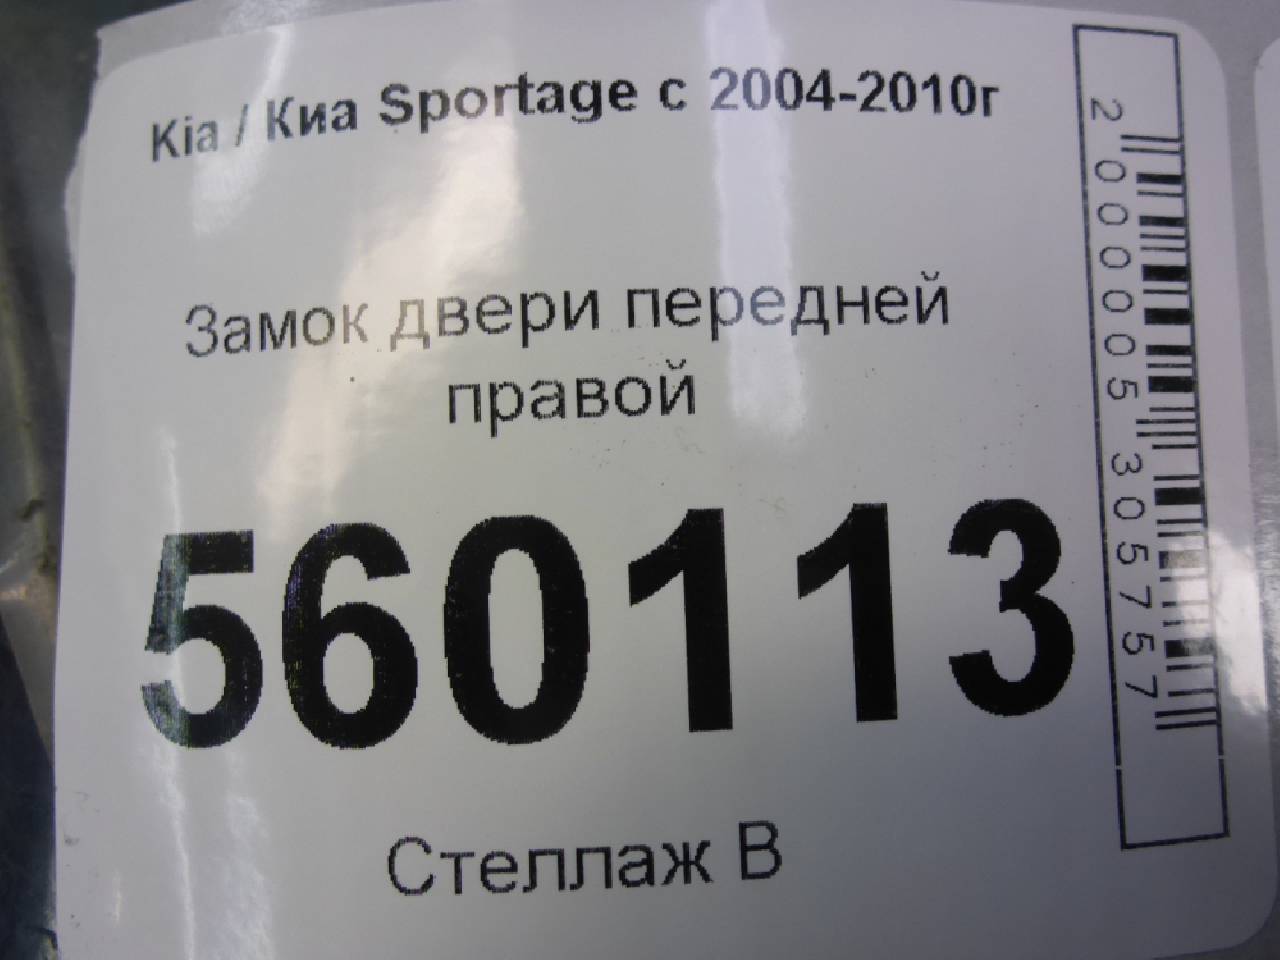 Kia / Киа Sportage с 2004-2010г
Замок двери передней
правой
560113
Стеллаж В
2000005305757